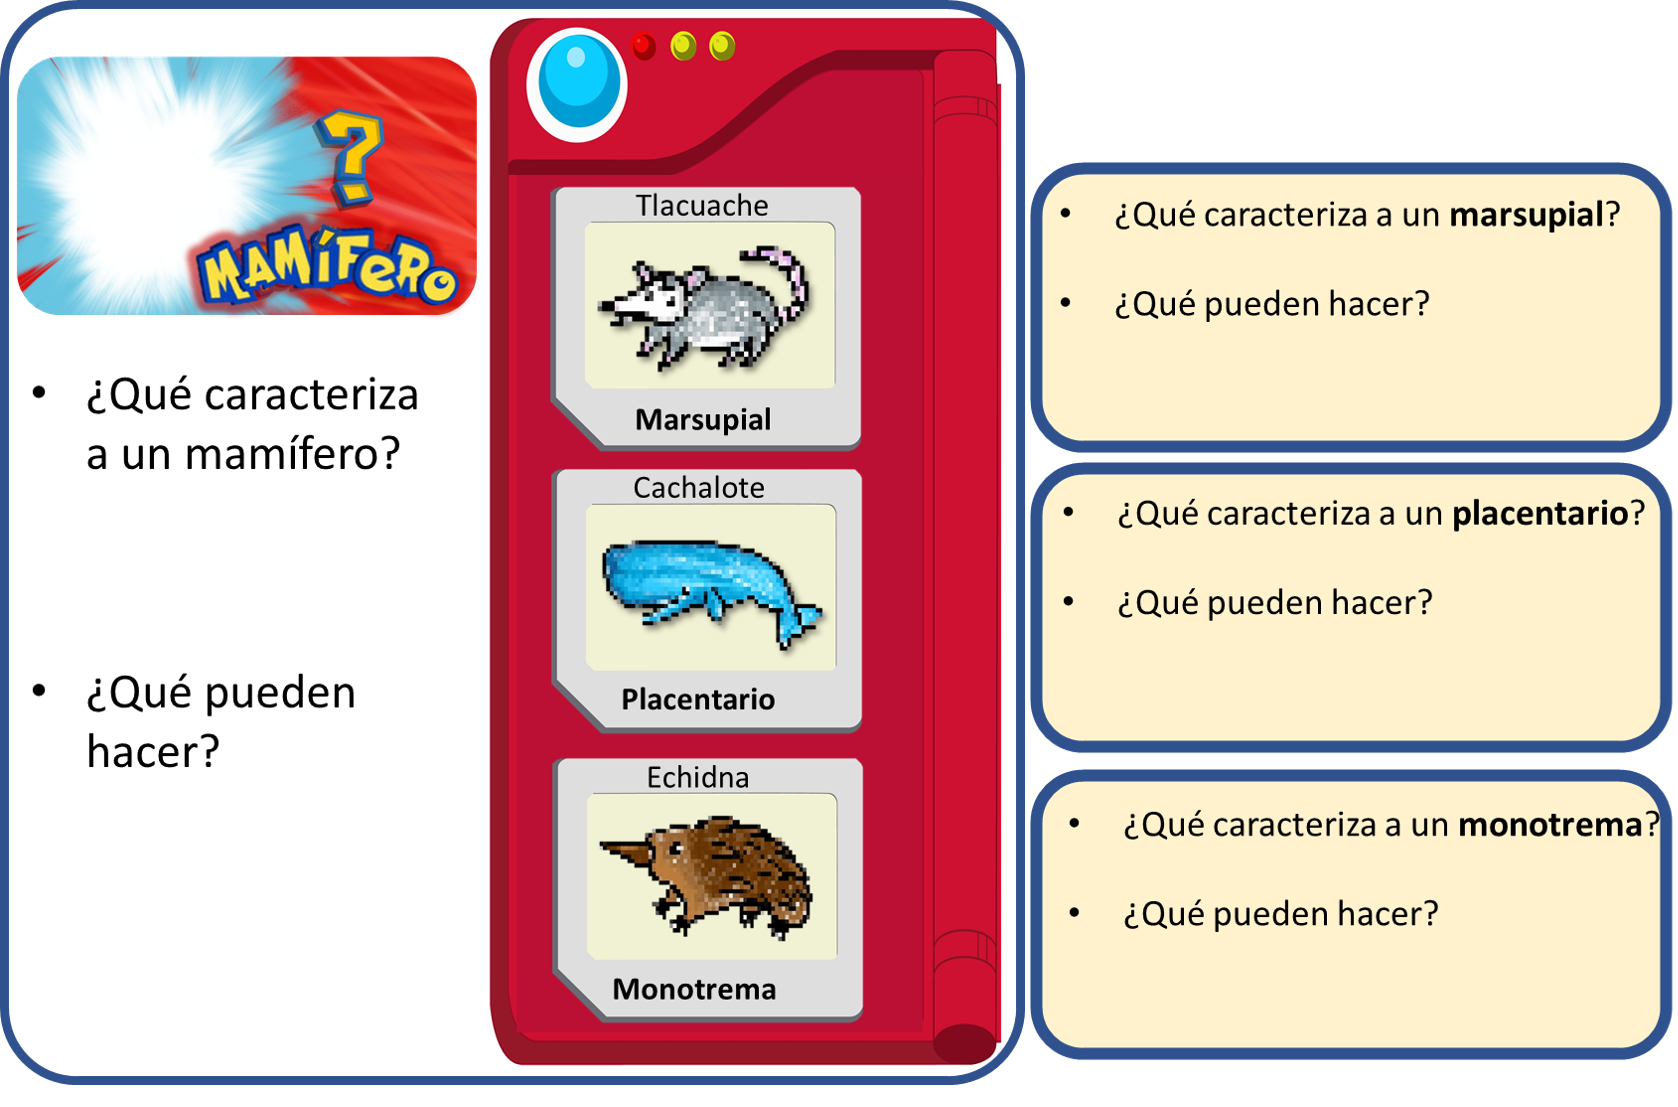 ?
MAMÍFERO
• ¿Qué caracteriza
a un mamífero?
• ¿Qué pueden
hacer?
Tlacuache
Marsupial
Cachalote
Placentario
Echidna
Monotrema
• ¿Qué caracteriza a un marsupial?
• ¿Qué pueden hacer?
• ¿Qué caracteriza a un placentario?
• ¿Qué pueden hacer?
• ¿Qué caracteriza a un monotrema?
• ¿Qué pueden hacer?